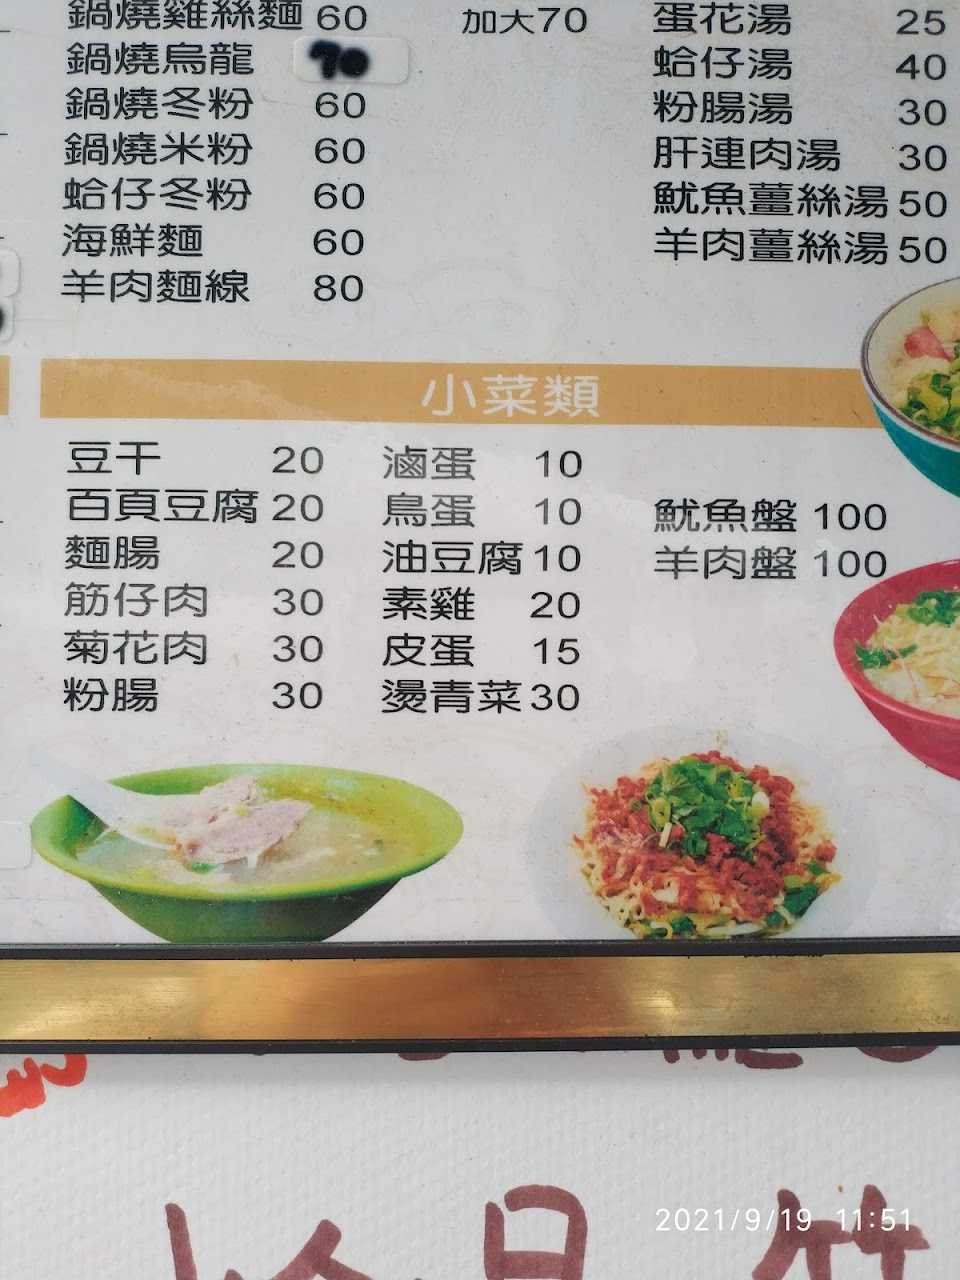 鍋燒雞絲麵 60 加大70
鍋燒烏龍 70
鍋燒冬粉 60
鍋燒米粉 60
蛤仔冬粉 60
海鮮麵 60
羊肉麵線 80
蛋花湯 25
蛤仔湯 40
粉腸湯 30
肝連肉湯 30
魷魚薑絲湯 50
羊肉薑絲湯 50
小菜類
豆干 20
百頁豆腐 20
麵腸 20
筋仔肉 30
菊花肉 30
粉腸 30
滷蛋 10
鳥蛋 10
油豆腐 10
素雞 20
皮蛋 15
燙青菜 30
魷魚盤 100
羊肉盤 100
2021/9/19 11:51